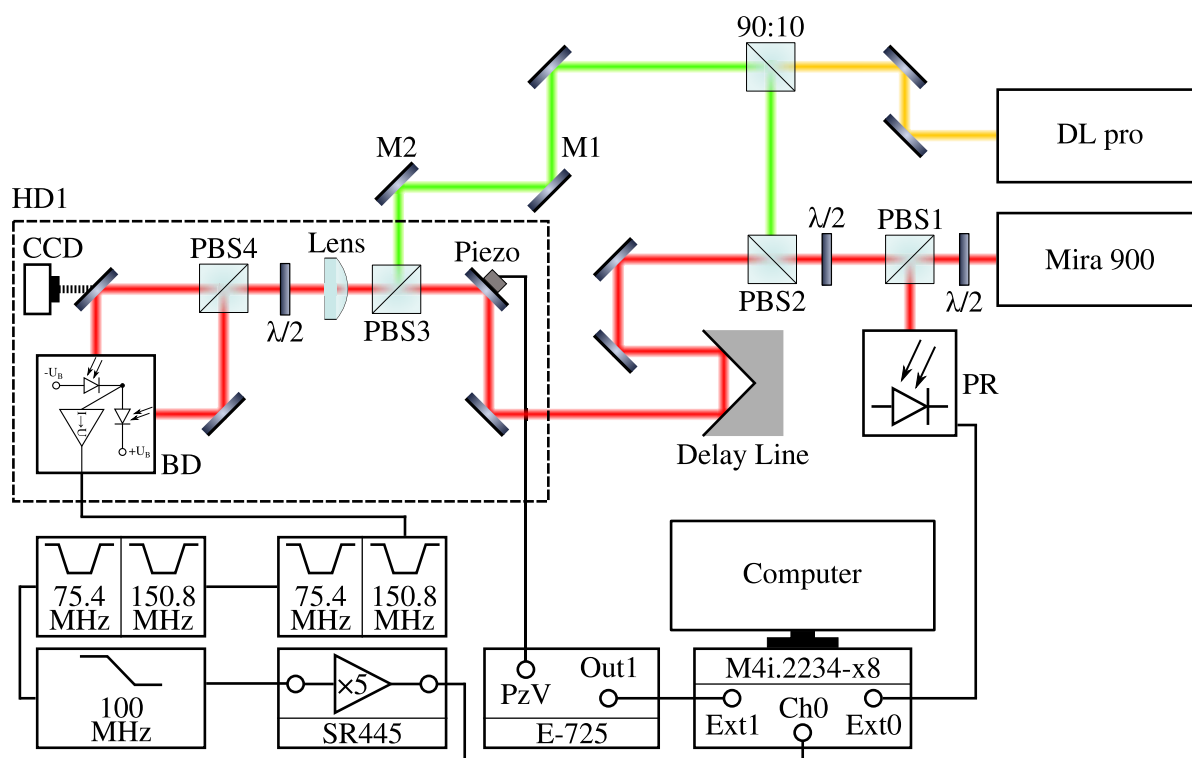 90:10
DL pro
M2
M1
HD1
CCD
PBS4
Lens
Piezo
λ/2
PBS1
Mira 900
λ/2
PBS3
PBS2
λ/2
PR
-U_B
I→U
+U_B
BD
Delay Line
75.4 MHz
150.8 MHz
75.4 MHz
150.8 MHz
Computer
100 MHz
×5
SR445
PzV
Out1
E-725
M4i.2234-x8
Ext1
Ch0
Ext0